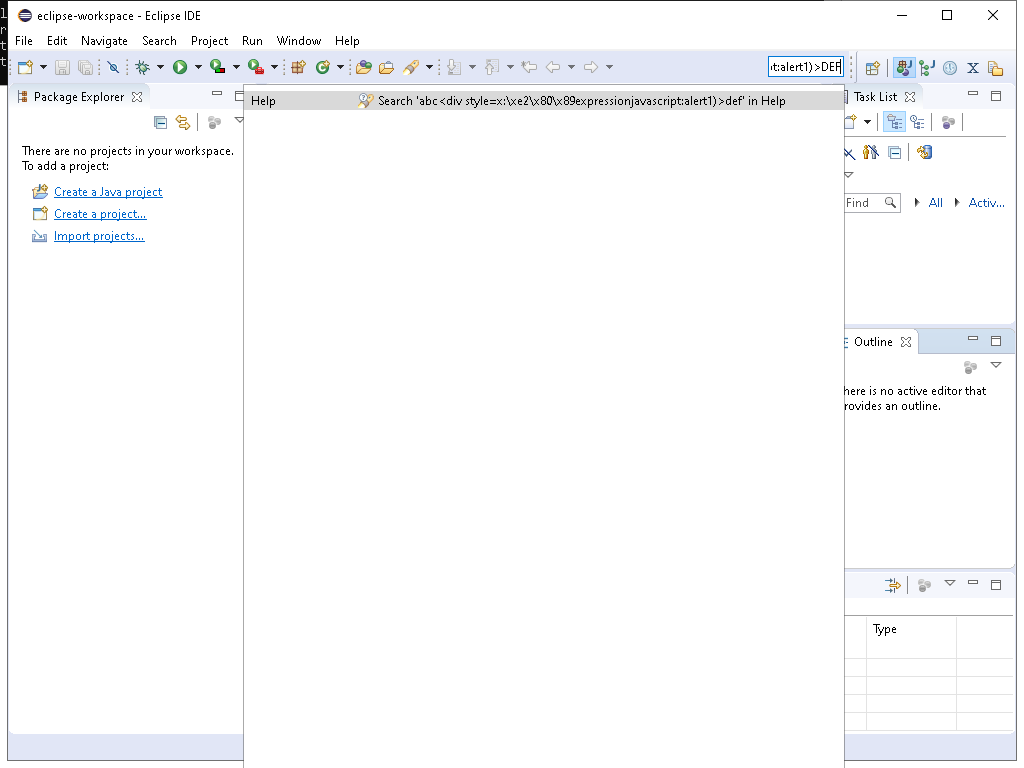 eclipse-workspace - Eclipse IDE
File Edit Navigate Search Project Run Window Help
t:alert1)>DEF
Package Explorer
Task List
Help
Search 'abc<div style=x:\xe2\x80\x89expressionjavascript:alert1)>def' in Help
There are no projects in your workspace.
To add a project:
Create a Java project
Create a project...
Import projects...
Find
All
Activ...
Outline
here is no active editor that
rovides an outline.
Type